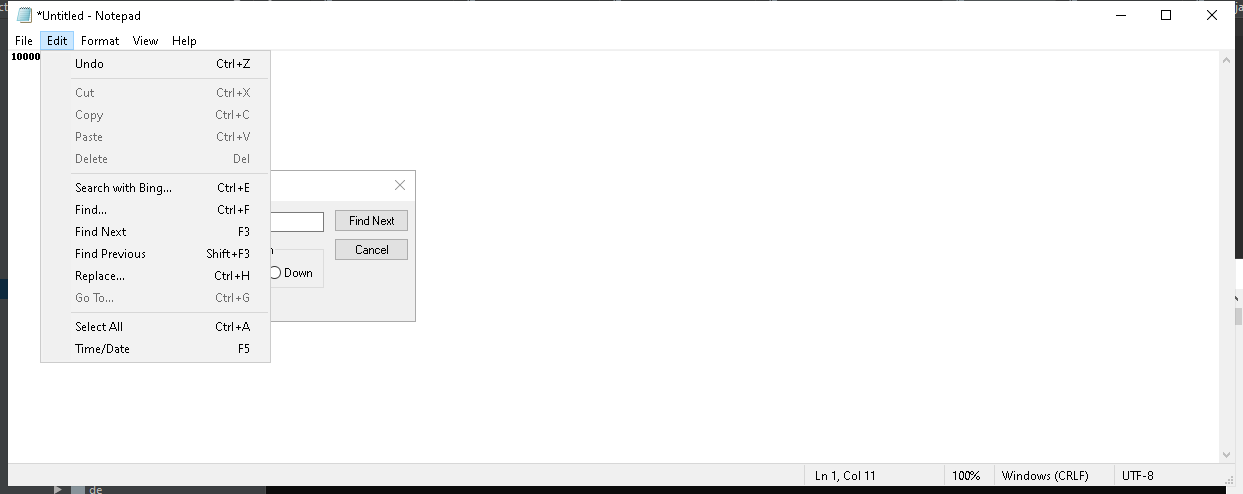 *Untitled - Notepad
File Edit Format View Help
10000
Undo Ctrl+Z
Cut Ctrl+X
Copy Ctrl+C
Paste Ctrl+V
Delete Del
Search with Bing... Ctrl+E
Find... Ctrl+F
Find Next F3
Find Previous Shift+F3
Replace... Ctrl+H
Go To... Ctrl+G
Select All Ctrl+A
Time/Date F5
Find Next
Cancel
Down
Ln 1, Col 11 100% Windows (CRLF) UTF-8
de